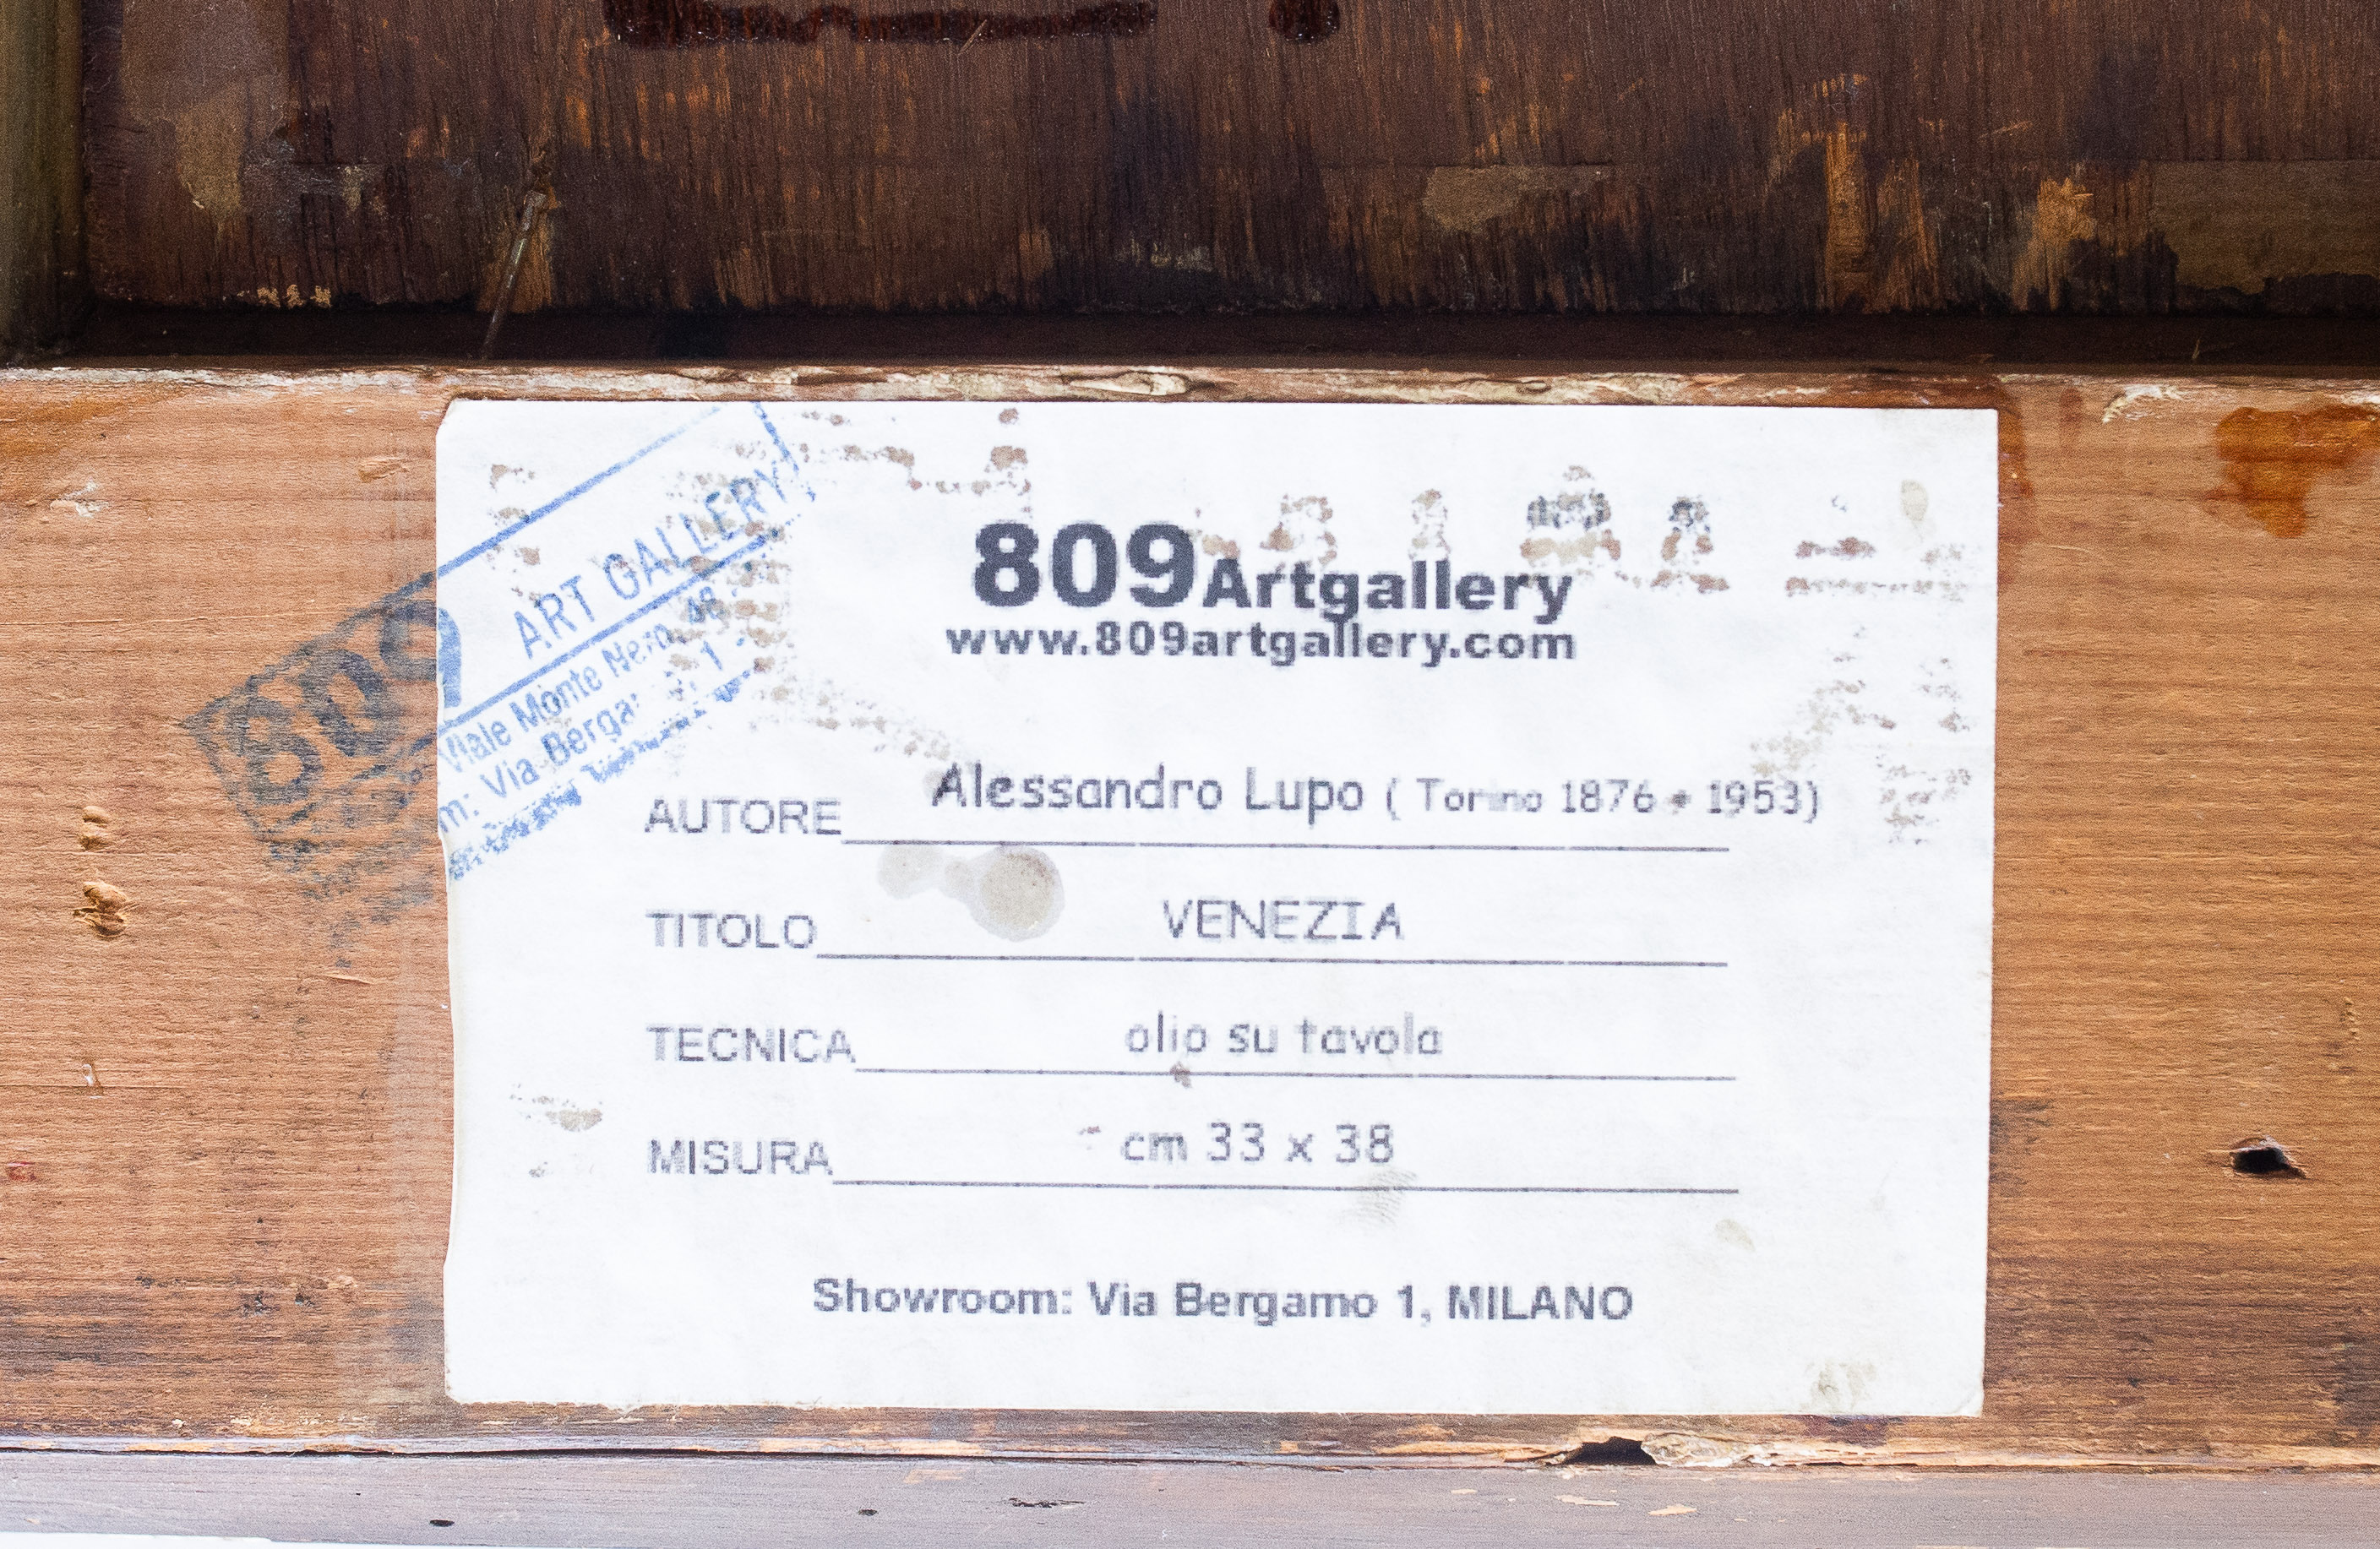 809 ART GALLERY
Viale Monte Nero,
m: Via Berga
809Artgallery
www.809artgallery.com
AUTORE Alessandro Lupo ( Torino 1876 - 1953)
TITOLO VENEZIA
TECNICA olio su tavola
MISURA cm 33 x 38
Showroom: Via Bergamo 1, MILANO